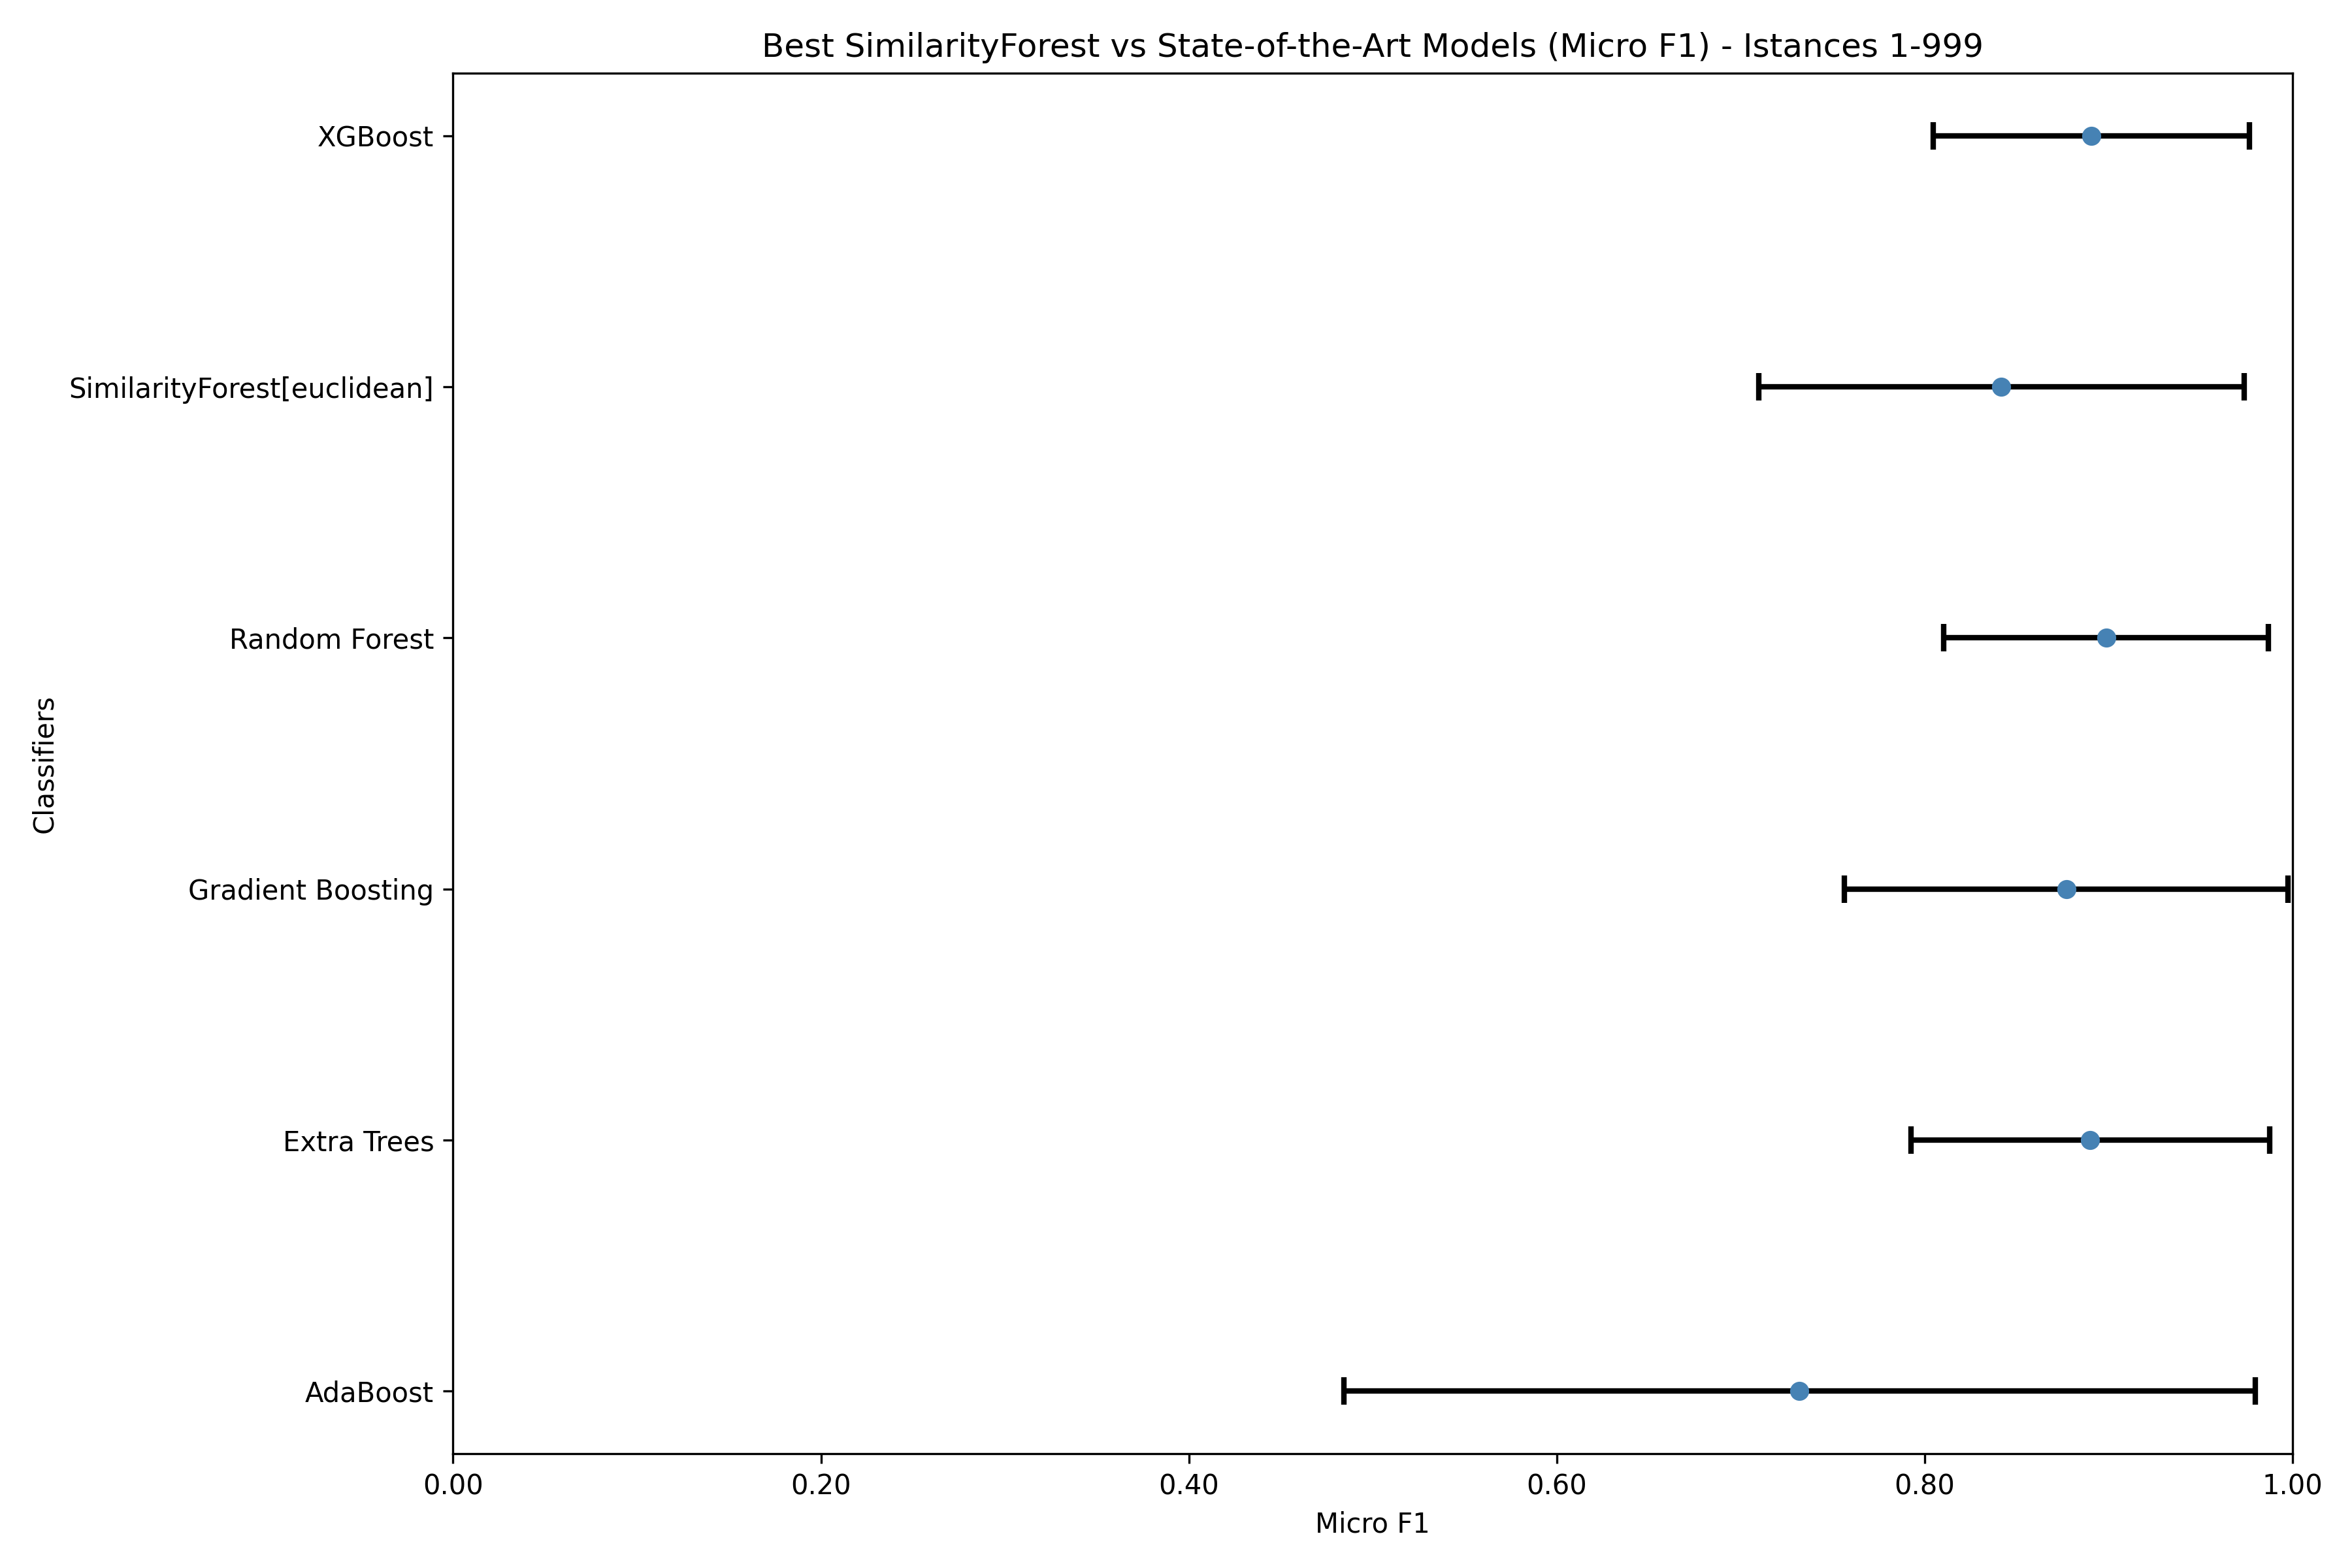 Best SimilarityForest vs State-of-the-Art Models (Micro F1) - Istances 1-999
XGBoost
SimilarityForest[euclidean]
Random Forest
Gradient Boosting
Extra Trees
AdaBoost
Classifiers
0.00 0.20 0.40 0.60 0.80 1.00
Micro F1